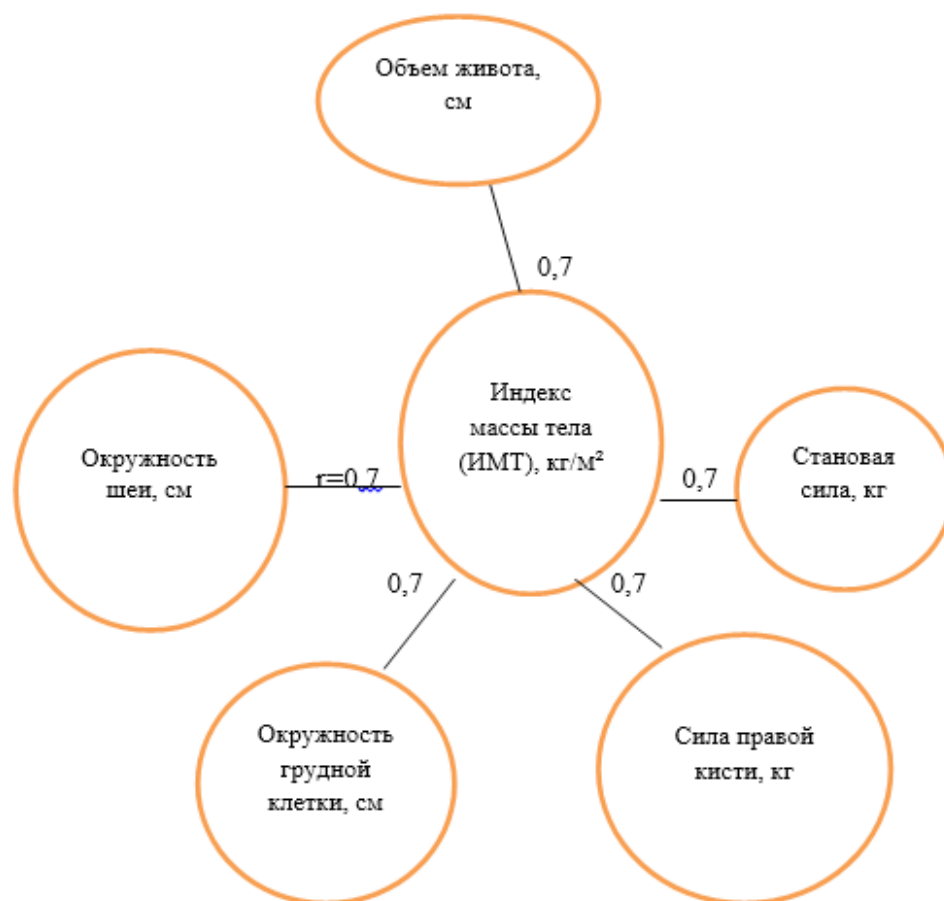 Объем живота,
см
0,7
Индекс
массы тела
(ИМТ), кг/м²
Окружность
шеи, см
r=0,7
0,7
Становая
сила, кг
0,7
0,7
Окружность
грудной
клетки, см
Сила правой
кисти, кг